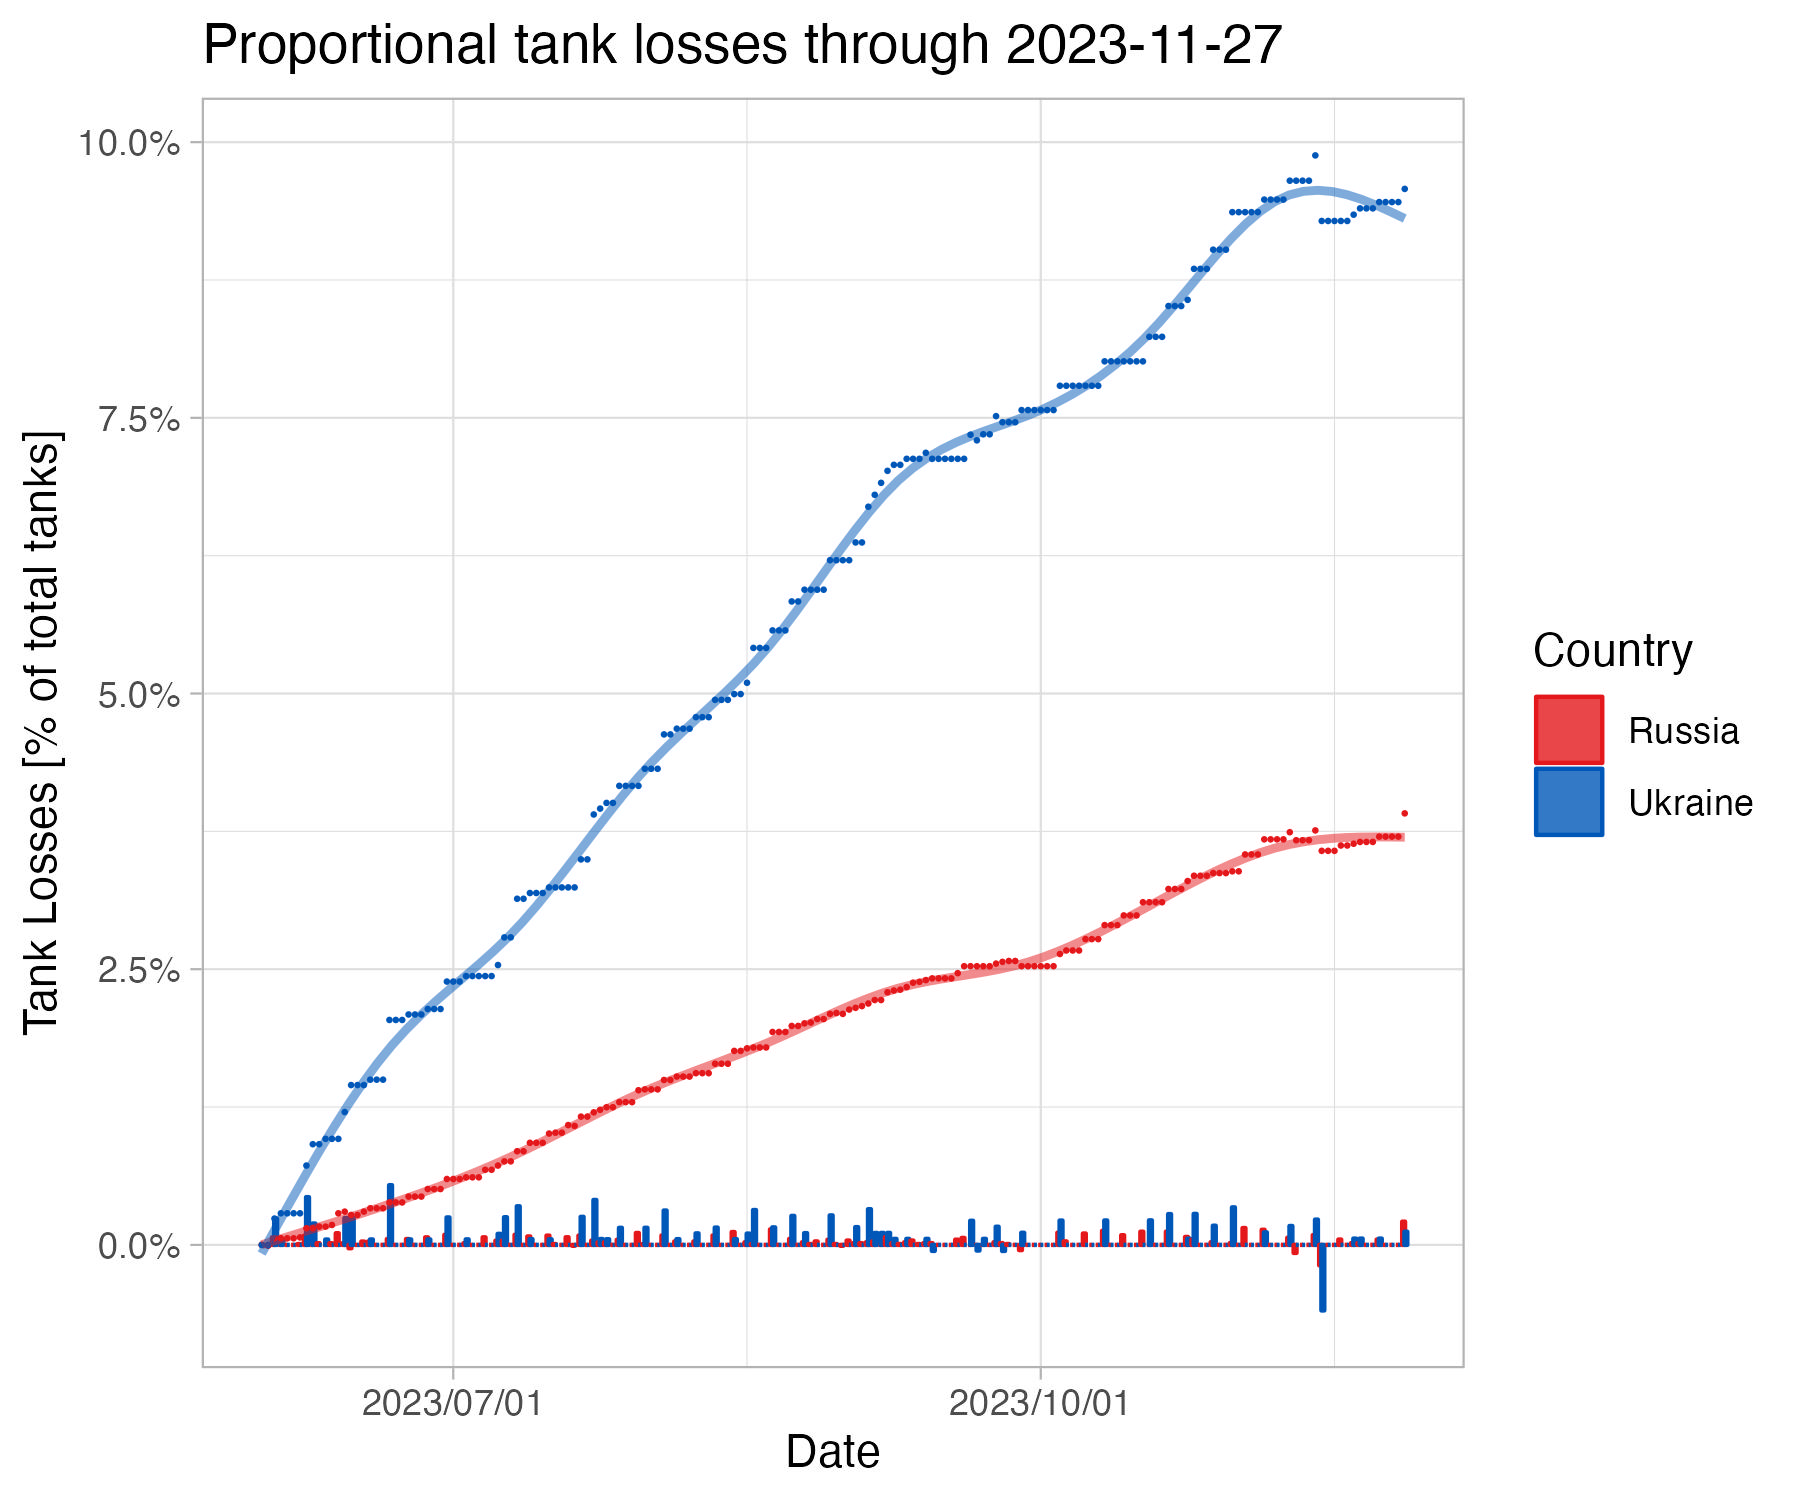 Proportional tank losses through 2023-11-27
Tank Losses [% of total tanks]
10.0%
7.5%
5.0%
2.5%
0.0%
2023/07/01
2023/10/01
Date
Country
Russia
Ukraine